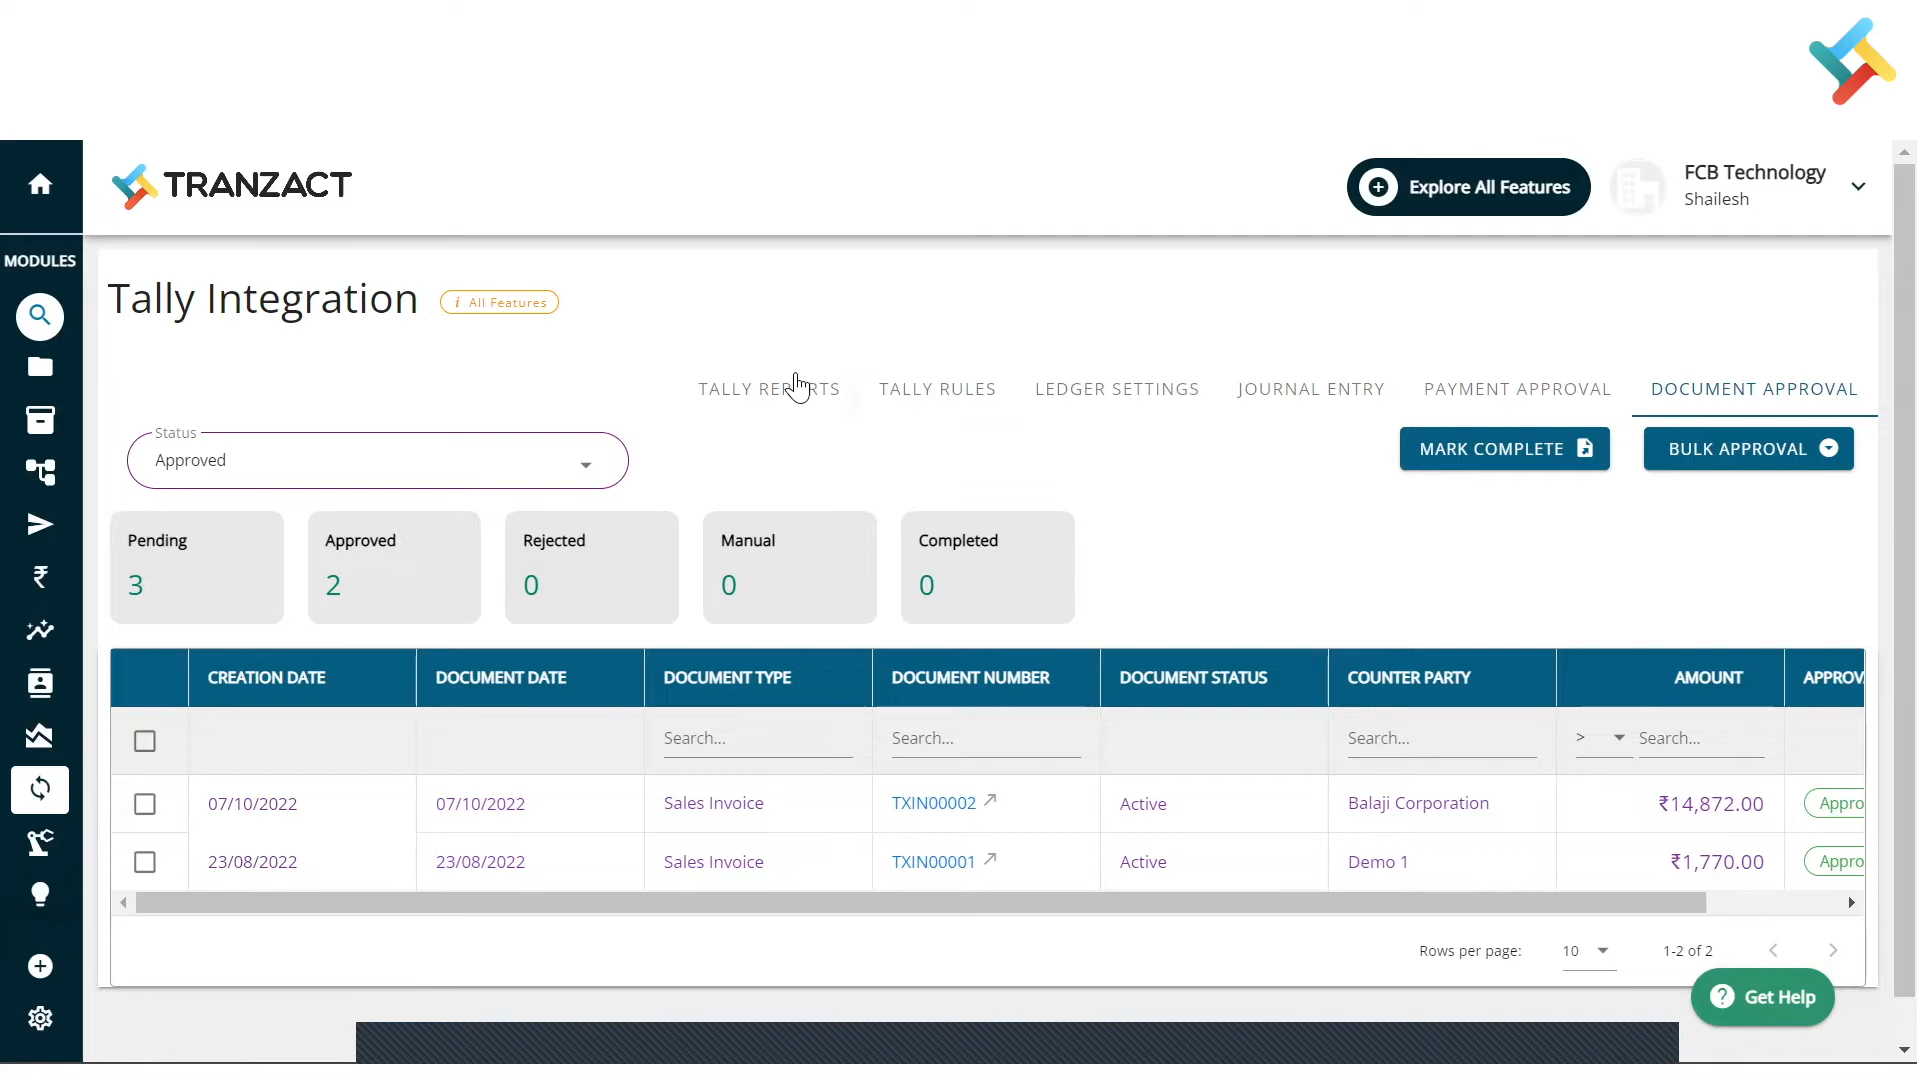 TRANZACT
Explore All Features
FCB Technology
Shailesh
MODULES
Tally Integration
i All Features
TALLY REPORTS TALLY RULES LEDGER SETTINGS JOURNAL ENTRY PAYMENT APPROVAL DOCUMENT APPROVAL
Status
Approved
MARK COMPLETE
BULK APPROVAL
Pending Approved Rejected Manual Completed
3 2 0 0 0
CREATION DATE DOCUMENT DATE DOCUMENT TYPE DOCUMENT NUMBER DOCUMENT STATUS COUNTER PARTY AMOUNT APPROV
Search... Search... Search... > Search...
07/10/2022 07/10/2022 Sales Invoice TXIN00002 Active Balaji Corporation ₹14,872.00 Appro
23/08/2022 23/08/2022 Sales Invoice TXIN00001 Active Demo 1 ₹1,770.00 Appro
Rows per page: 10 1-2 of 2
? Get Help